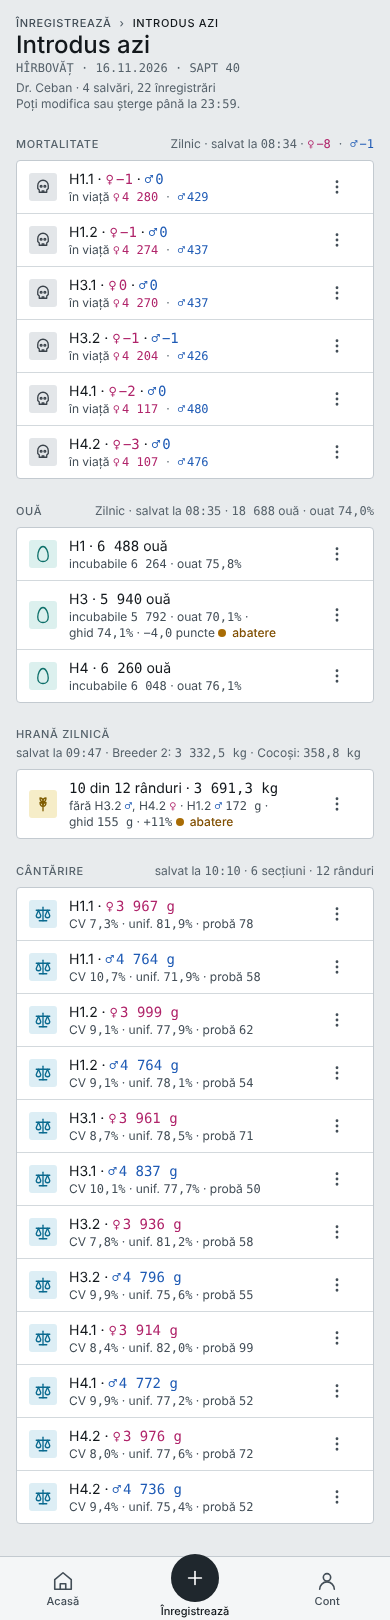 ÎNREGISTREAZĂ › INTRODUS AZI
Introdus azi
HÎRBOVĂȚ · 16.11.2026 · SAPT 40
Dr. Ceban · 4 salvări, 22 înregistrări
Poți modifica sau șterge până la 23:59.
MORTALITATE Zilnic · salvat la 08:34 · ♀−8 · ♂−1
H1.1 · ♀−1 · ♂0
în viață ♀4 280 · ♂429
H1.2 · ♀−1 · ♂0
în viață ♀4 274 · ♂437
H3.1 · ♀0 · ♂0
în viață ♀4 270 · ♂437
H3.2 · ♀−1 · ♂−1
în viață ♀4 204 · ♂426
H4.1 · ♀−2 · ♂0
în viață ♀4 117 · ♂480
H4.2 · ♀−3 · ♂0
în viață ♀4 107 · ♂476
OUĂ Zilnic · salvat la 08:35 · 18 688 ouă · ouat 74,0%
H1 · 6 488 ouă
incubabile 6 264 · ouat 75,8%
H3 · 5 940 ouă
incubabile 5 792 · ouat 70,1% ·
ghid 74,1% · −4,0 puncte ● abatere
H4 · 6 260 ouă
incubabile 6 048 · ouat 76,1%
HRANĂ ZILNICĂ
salvat la 09:47 · Breeder 2: 3 332,5 kg · Cocoși: 358,8 kg
10 din 12 rânduri · 3 691,3 kg
fără H3.2 ♂, H4.2 ♀ · H1.2 ♂ 172 g ·
ghid 155 g · +11% ● abatere
CÂNTĂRIRE salvat la 10:10 · 6 secțiuni · 12 rânduri
H1.1 · ♀3 967 g
CV 7,3% · unif. 81,9% · probă 78
H1.1 · ♂4 764 g
CV 10,7% · unif. 71,9% · probă 58
H1.2 · ♀3 999 g
CV 9,1% · unif. 77,9% · probă 62
H1.2 · ♂4 764 g
CV 9,1% · unif. 78,1% · probă 54
H3.1 · ♀3 961 g
CV 8,7% · unif. 78,5% · probă 71
H3.1 · ♂4 837 g
CV 10,1% · unif. 77,7% · probă 50
H3.2 · ♀3 936 g
CV 7,8% · unif. 81,2% · probă 58
H3.2 · ♂4 796 g
CV 9,9% · unif. 75,6% · probă 55
H4.1 · ♀3 914 g
CV 8,4% · unif. 82,0% · probă 99
H4.1 · ♂4 772 g
CV 9,9% · unif. 77,2% · probă 52
H4.2 · ♀3 976 g
CV 8,0% · unif. 77,6% · probă 72
H4.2 · ♂4 736 g
CV 9,4% · unif. 75,4% · probă 52
Acasă Înregistrează Cont